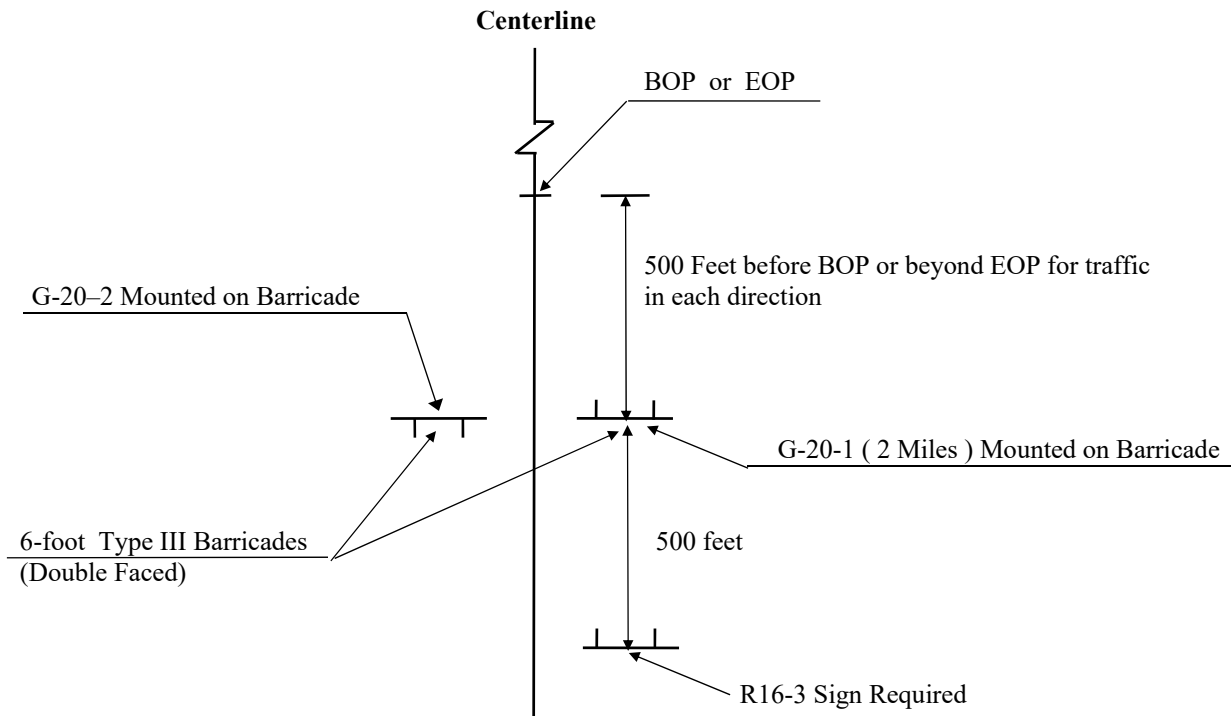 Centerline
BOP or EOP
500 Feet before BOP or beyond EOP for traffic
in each direction
G-20–2 Mounted on Barricade
G-20-1 ( 2 Miles ) Mounted on Barricade
6-foot Type III Barricades
(Double Faced)
500 feet
R16-3 Sign Required